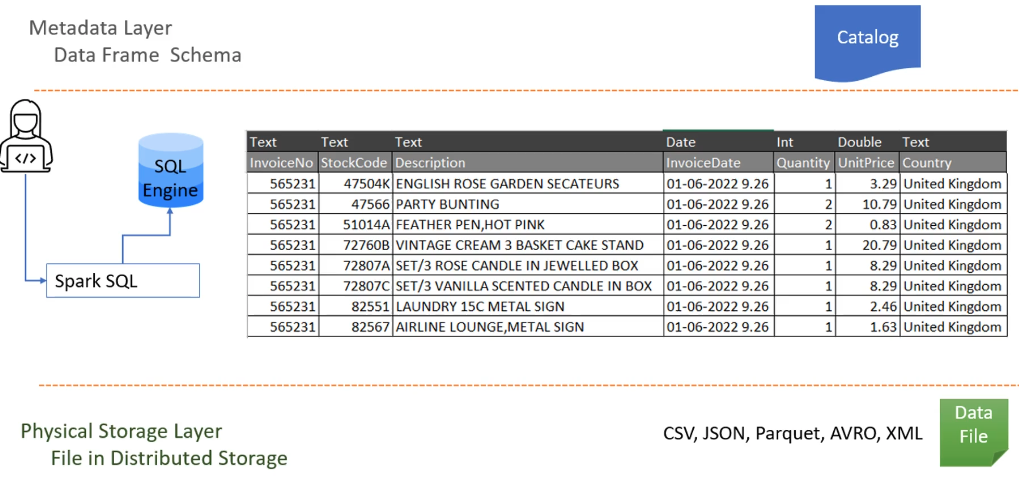 Metadata Layer
Data Frame Schema
Catalog
</>
SQL
Engine
Spark SQL
Text Text Text Date Int Double Text
InvoiceNo StockCode Description InvoiceDate Quantity UnitPrice Country
565231 47504K ENGLISH ROSE GARDEN SECATEURS 01-06-2022 9.26 1 3.29 United Kingdom
565231 47566 PARTY BUNTING 01-06-2022 9.26 2 10.79 United Kingdom
565231 51014A FEATHER PEN,HOT PINK 01-06-2022 9.26 2 0.83 United Kingdom
565231 72760B VINTAGE CREAM 3 BASKET CAKE STAND 01-06-2022 9.26 1 20.79 United Kingdom
565231 72807A SET/3 ROSE CANDLE IN JEWELLED BOX 01-06-2022 9.26 1 8.29 United Kingdom
565231 72807C SET/3 VANILLA SCENTED CANDLE IN BOX 01-06-2022 9.26 1 8.29 United Kingdom
565231 82551 LAUNDRY 15C METAL SIGN 01-06-2022 9.26 1 2.46 United Kingdom
565231 82567 AIRLINE LOUNGE,METAL SIGN 01-06-2022 9.26 1 1.63 United Kingdom
Physical Storage Layer
File in Distributed Storage
CSV, JSON, Parquet, AVRO, XML
Data
File